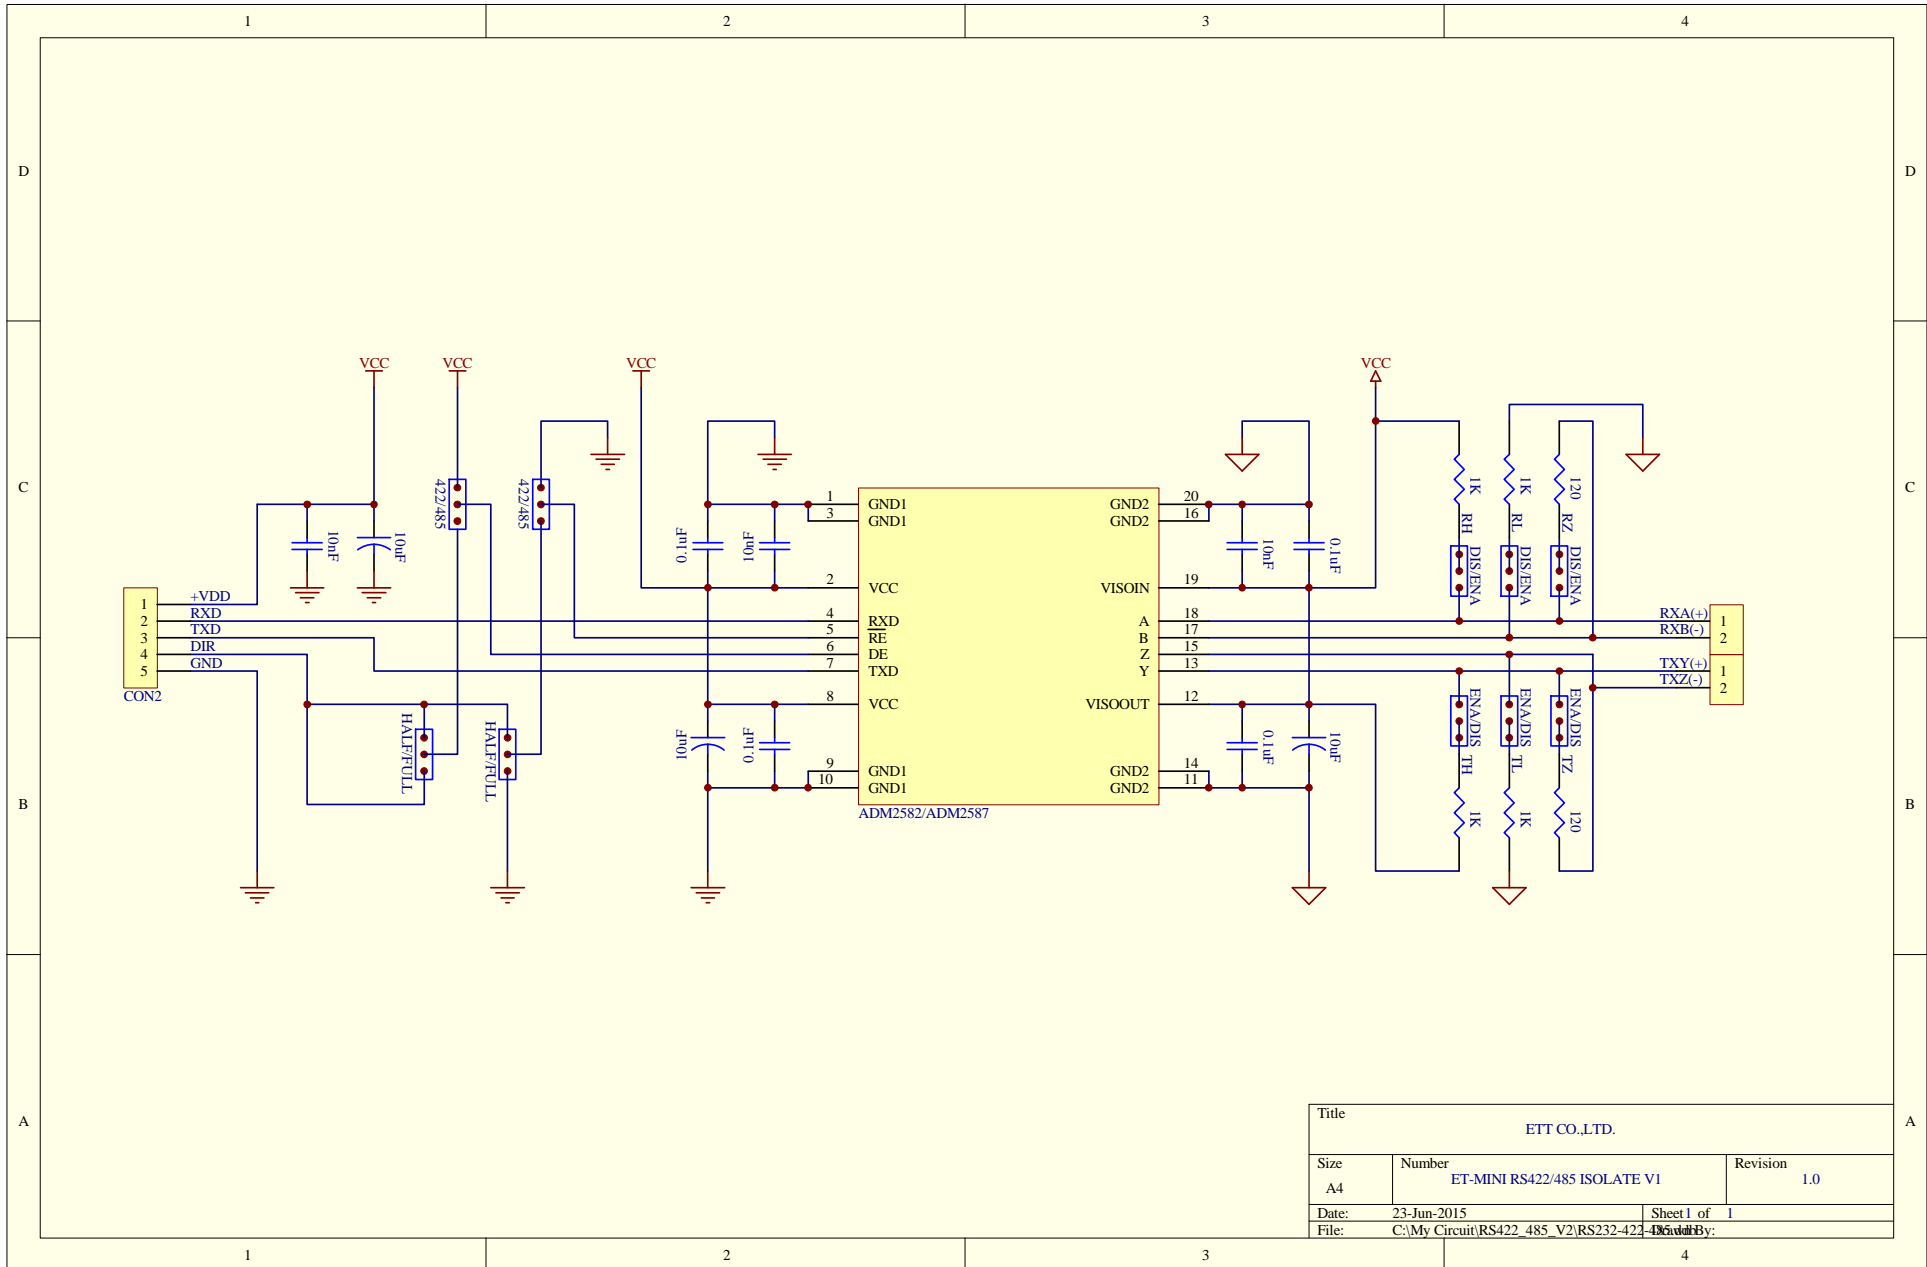 1 2 3 4
D D
VCC VCC VCC VCC
C C
422/485 422/485
10nF 10uF
0.1uF 10nF
10nF 0.1uF
1K 1K 120
RH RL RZ
DIS/ENA DIS/ENA DIS/ENA
1 GND1 GND2 20
3 GND1 GND2 16
2 VCC VISOIN 19
4 RXD A 18
5 RE B 17
6 DE Z 15
7 TXD Y 13
8 VCC VISOOUT 12
9 GND1 GND2 14
10 GND1 GND2 11
ADM2582/ADM2587
1 +VDD
2 RXD
3 TXD
4 DIR
5 GND
CON2
RXA(+) 1
RXB(-) 2
TXY(+) 1
TXZ(-) 2
HALF/FULL HALF/FULL
10uF 0.1uF
0.1uF 10uF
ENA/DIS ENA/DIS ENA/DIS
TH TL TZ
1K 1K 120
B B
A A
Title
ETT CO.,LTD.
Size Number Revision
A4 ET-MINI RS422/485 ISOLATE V1 1.0
Date: 23-Jun-2015 Sheet 1 of 1
File: C:\My Circuit\RS422_485_V2\RS232-422-485.ddb Drawn By:
1 2 3 4